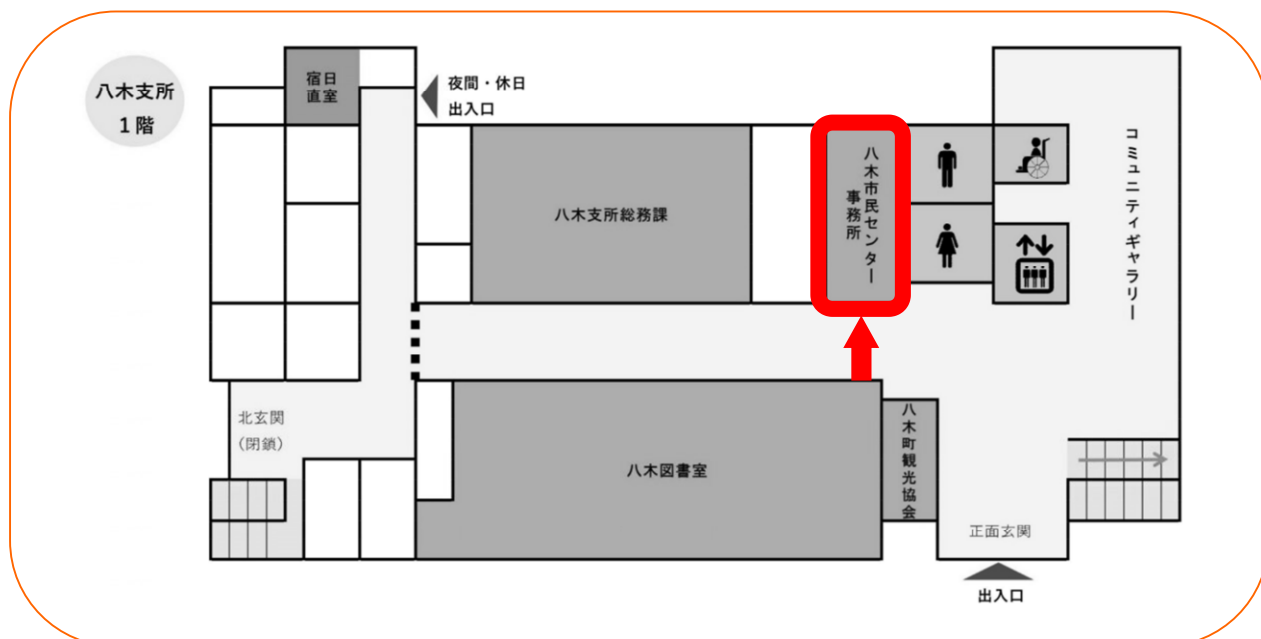 八木支所
1階
宿日
直室
夜間・休日
出入口
八木支所総務課
八木市民センター
事務所
コミュニティギャラリー
北玄関
(閉鎖)
八木図書室
八木町観光協会
正面玄関
出入口